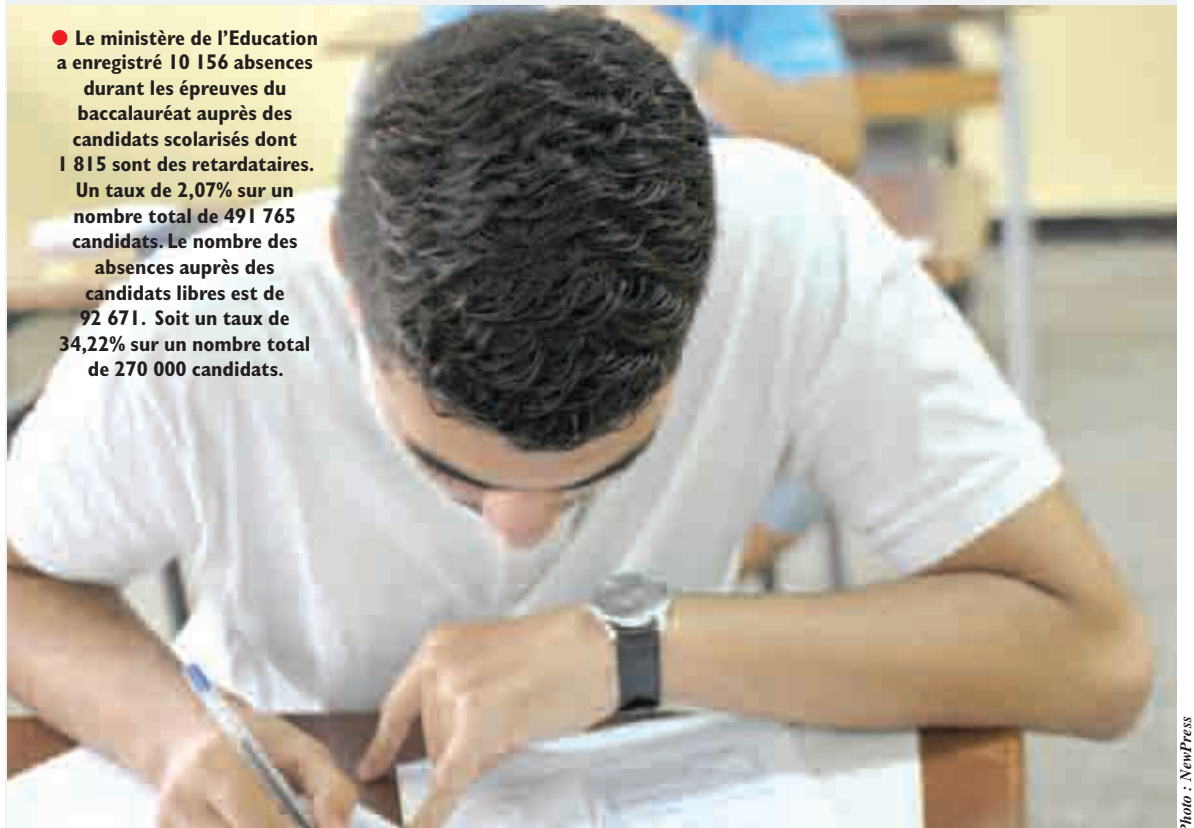 ● Le ministère de l’Education
a enregistré 10 156 absences
durant les épreuves du
baccalauréat auprès des
candidats scolarisés dont
1 815 sont des retardataires.
Un taux de 2,07% sur un
nombre total de 491 765
candidats. Le nombre des
absences auprès des
candidats libres est de
92 671. Soit un taux de
34,22% sur un nombre total
de 270 000 candidats.
Photo : NewPress